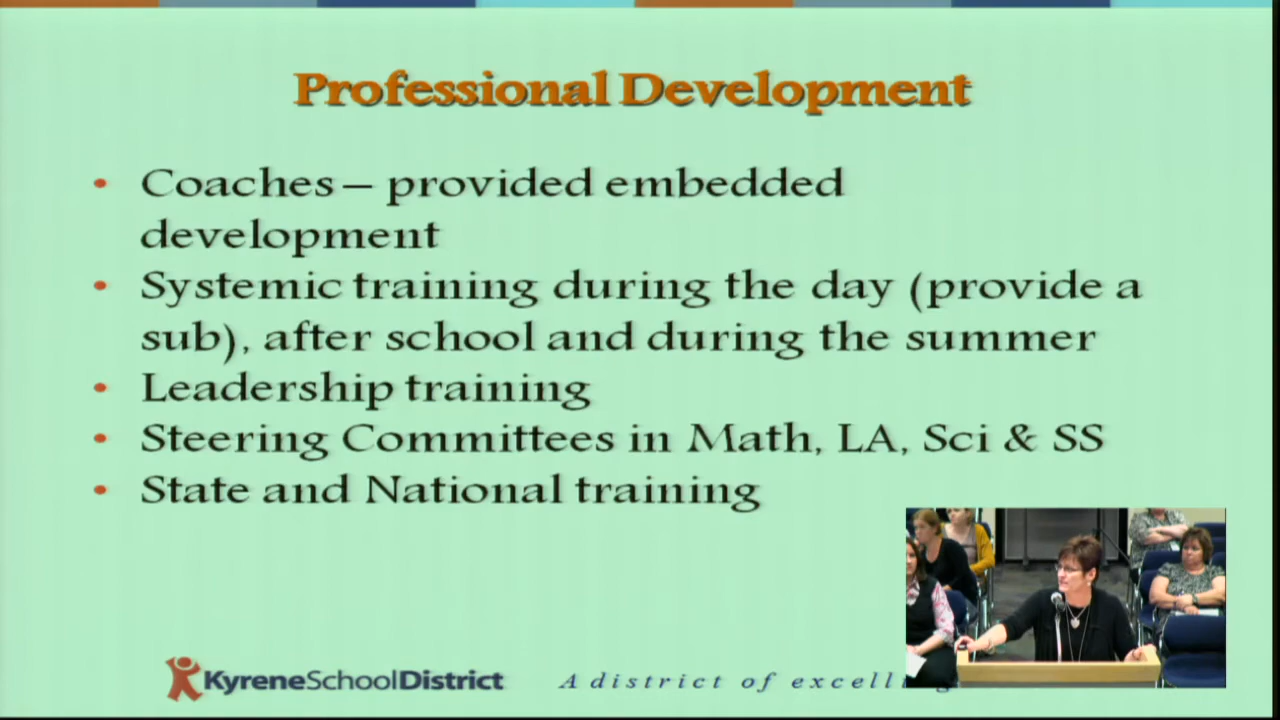 Professional Development
• Coaches – provided embedded
development
• Systemic training during the day (provide a
sub), after school and during the summer
• Leadership training
• Steering Committees in Math, LA, Sci & SS
• State and National training
KyreneSchoolDistrict
A district of